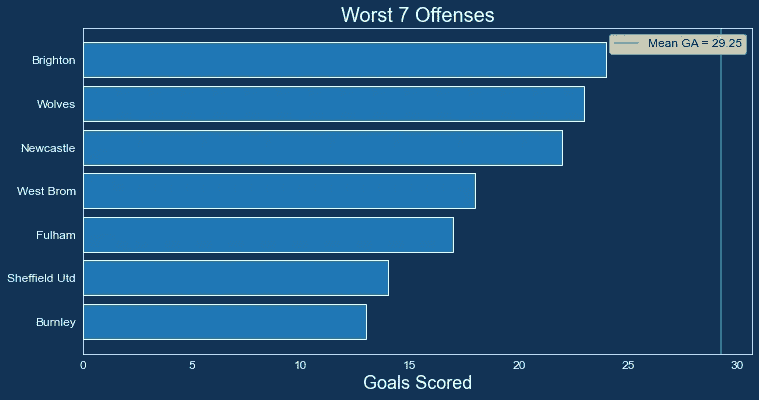 Worst 7 Offenses
Mean GA = 29.25
Brighton
Wolves
Newcastle
West Brom
Fulham
Sheffield Utd
Burnley
0 5 10 15 20 25 30
Goals Scored